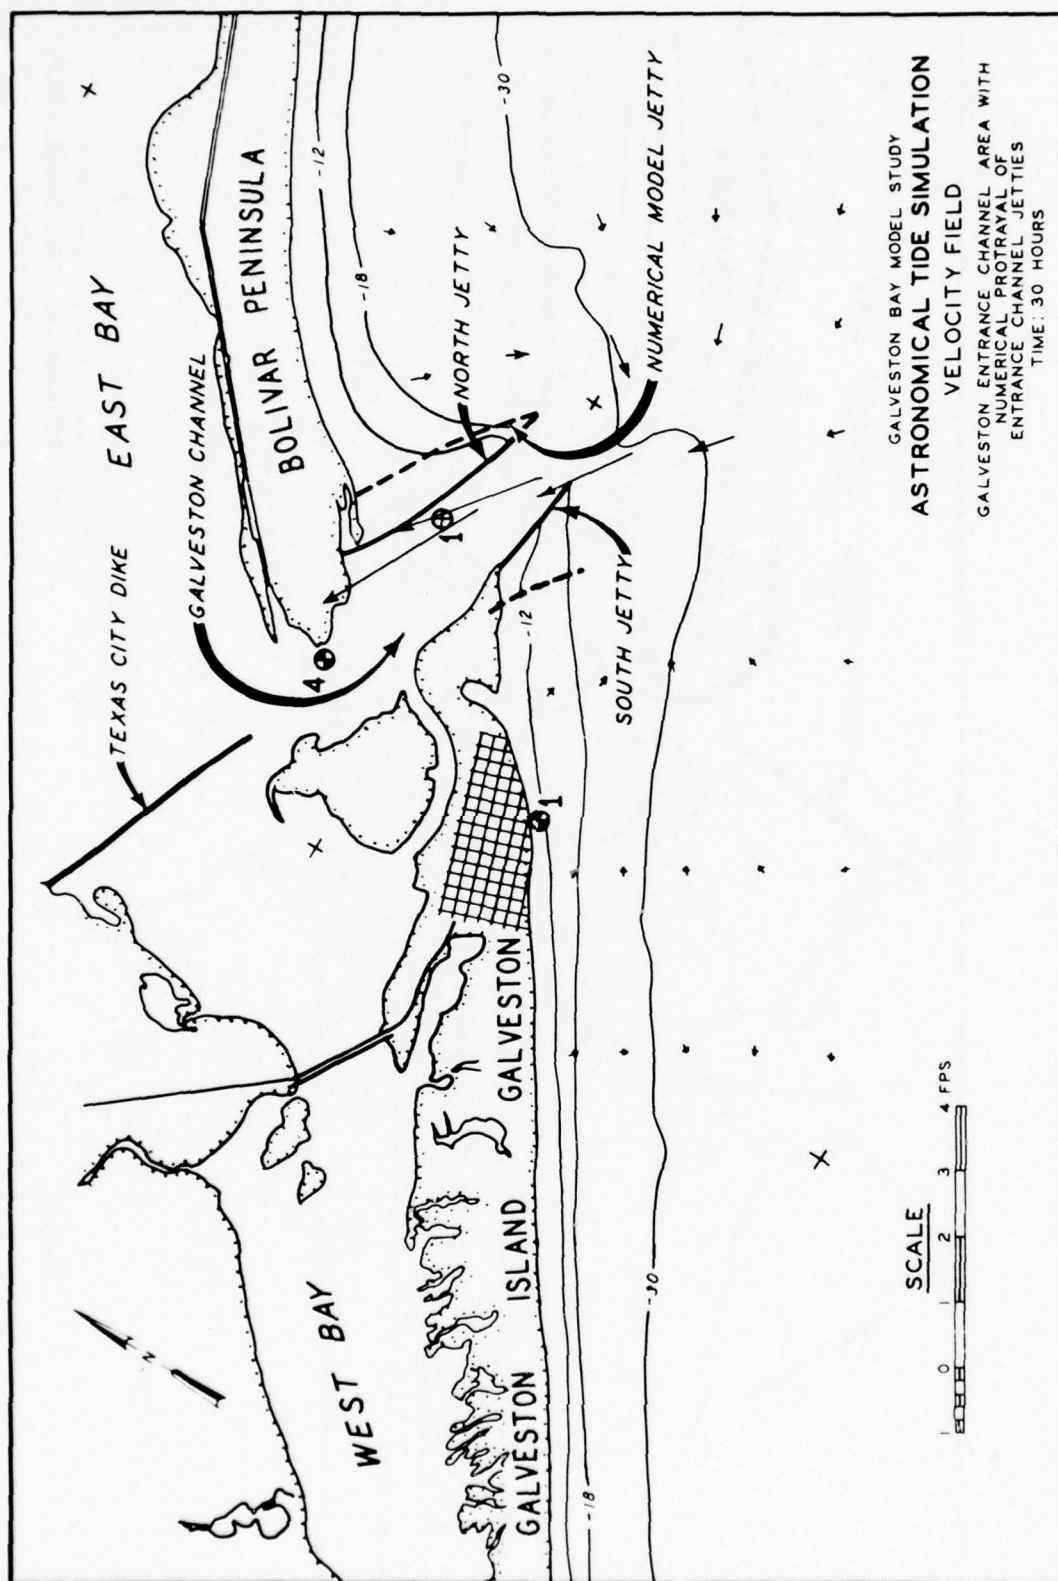 GALVESTON BAY MODEL STUDY
ASTRONOMICAL TIDE SIMULATION
VELOCITY FIELD
GALVESTON ENTRANCE CHANNEL AREA WITH
NUMERICAL PROTRAYAL OF
ENTRANCE CHANNEL JETTIES
TIME: 30 HOURS
TEXAS CITY DIKE
EAST BAY
GALVESTON CHANNEL
BOLIVAR PENINSULA
NORTH JETTY
NUMERICAL MODEL JETTY
SOUTH JETTY
WEST BAY
GALVESTON
GALVESTON ISLAND
N
-12
-18
-30
-12
-18
-30
1
4
1
SCALE
1 0 1 2 3 4 FPS